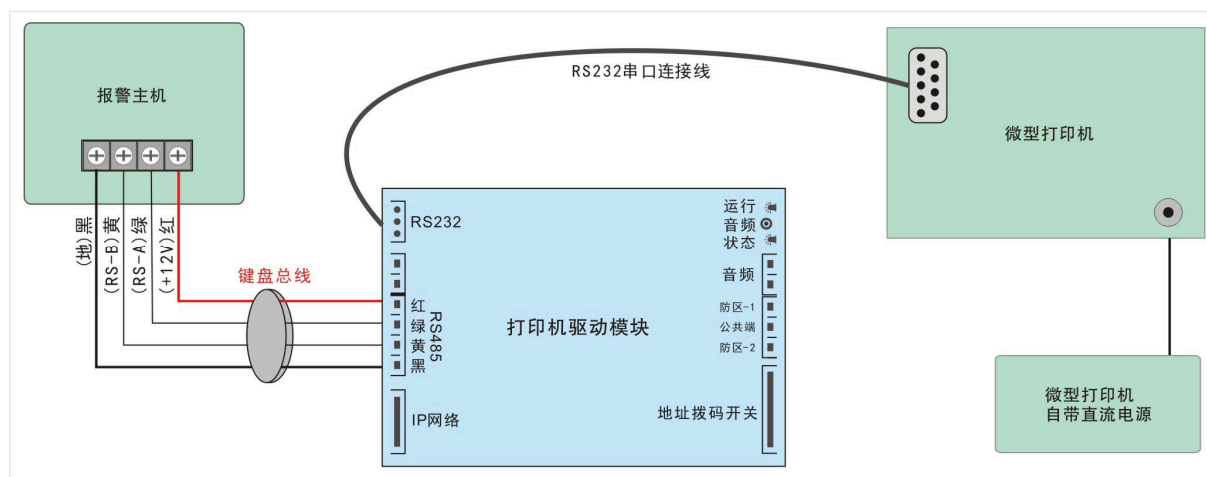 报警主机
(地)黑
(RS-B)黄
(RS-A)绿
(+12V)红
键盘总线
RS232串口连接线
RS232
红
绿
黄
黑
RS485
IP网络
打印机驱动模块
运行
音频
状态
音频
防区-1
公共端
防区-2
地址拨码开关
微型打印机
微型打印机
自带直流电源